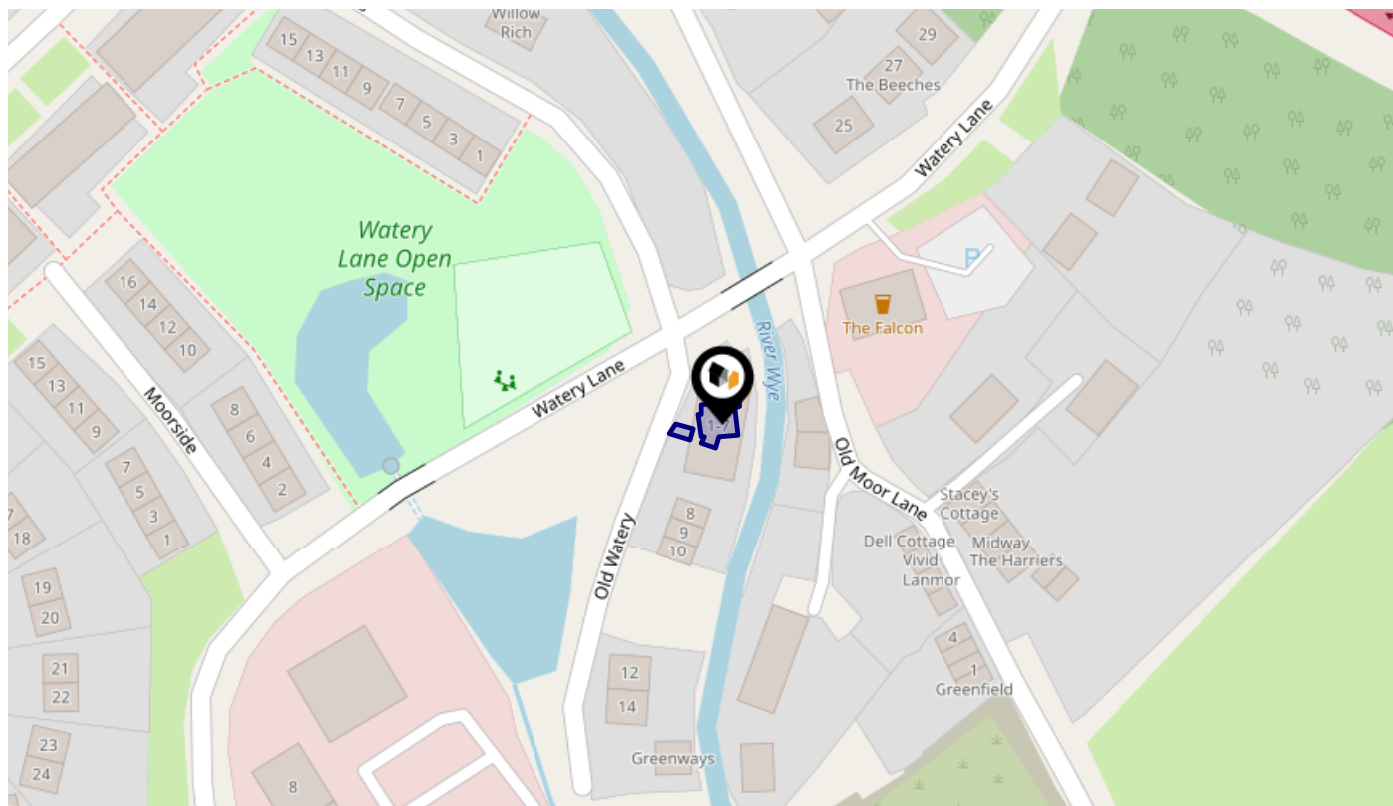 Willow
Rich
15
13
11
9
7
5
3
1
29
27
The Beeches
25
Watery Lane
Watery
Lane Open
Space
P
The Falcon
River Wye
16
14
12
10
15
13
11
9
Moorside
8
6
4
2
7
5
3
1
18
Watery Lane
1-7
8
9
10
Old Watery
Old Moor Lane
Stacey's
Cottage
Dell Cottage
Midway
Vivid
The Harriers
Lanmor
19
20
21
22
23
24
12
14
Greenways
8
4
1
Greenfield